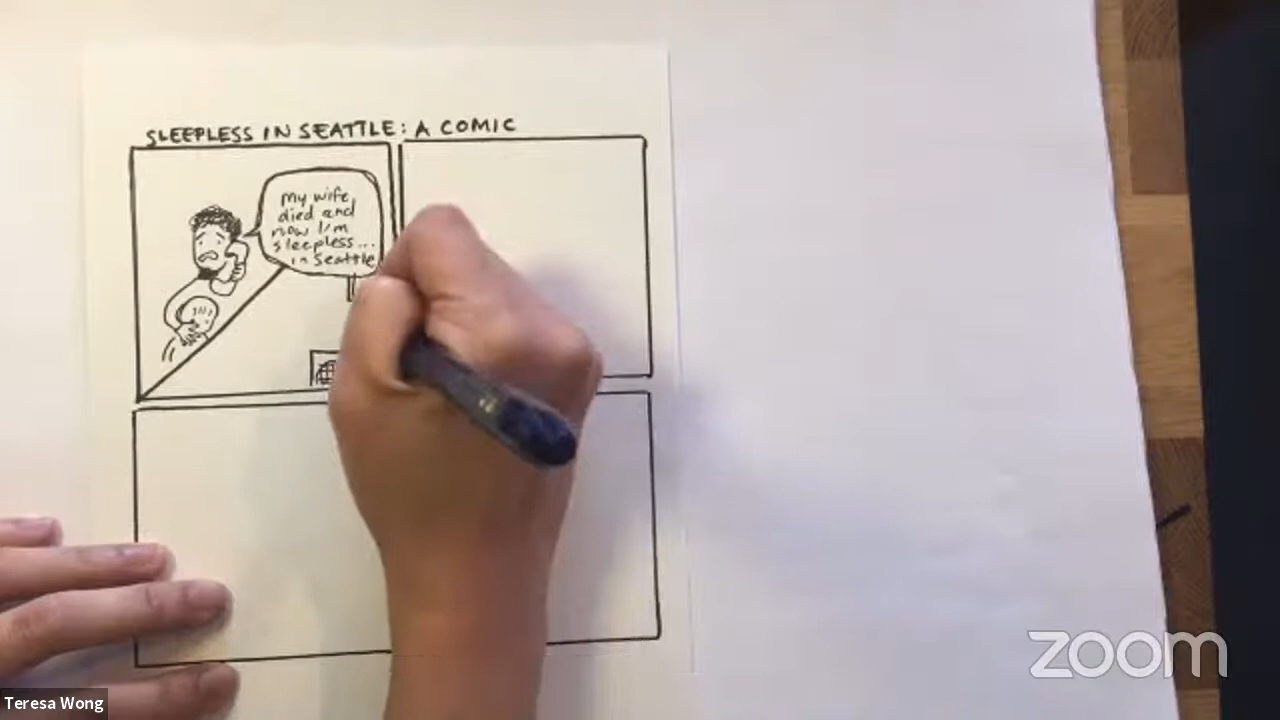 SLEEPLESS IN SEATTLE: A COMIC
my wife
died and
now I'm
sleepless...
in Seattle
zoom
Teresa Wong